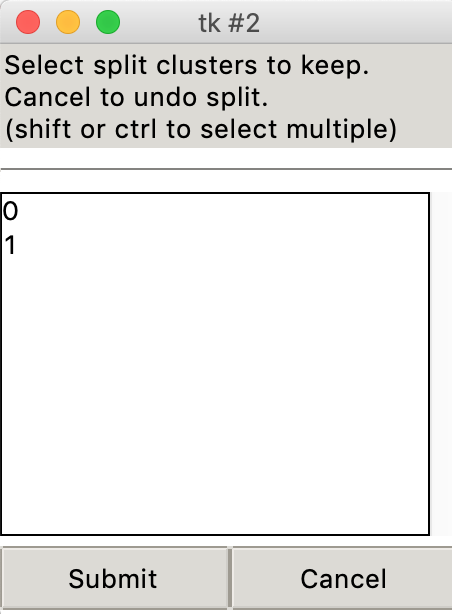 tk #2
Select split clusters to keep.
Cancel to undo split.
(shift or ctrl to select multiple)
0
1
Submit
Cancel